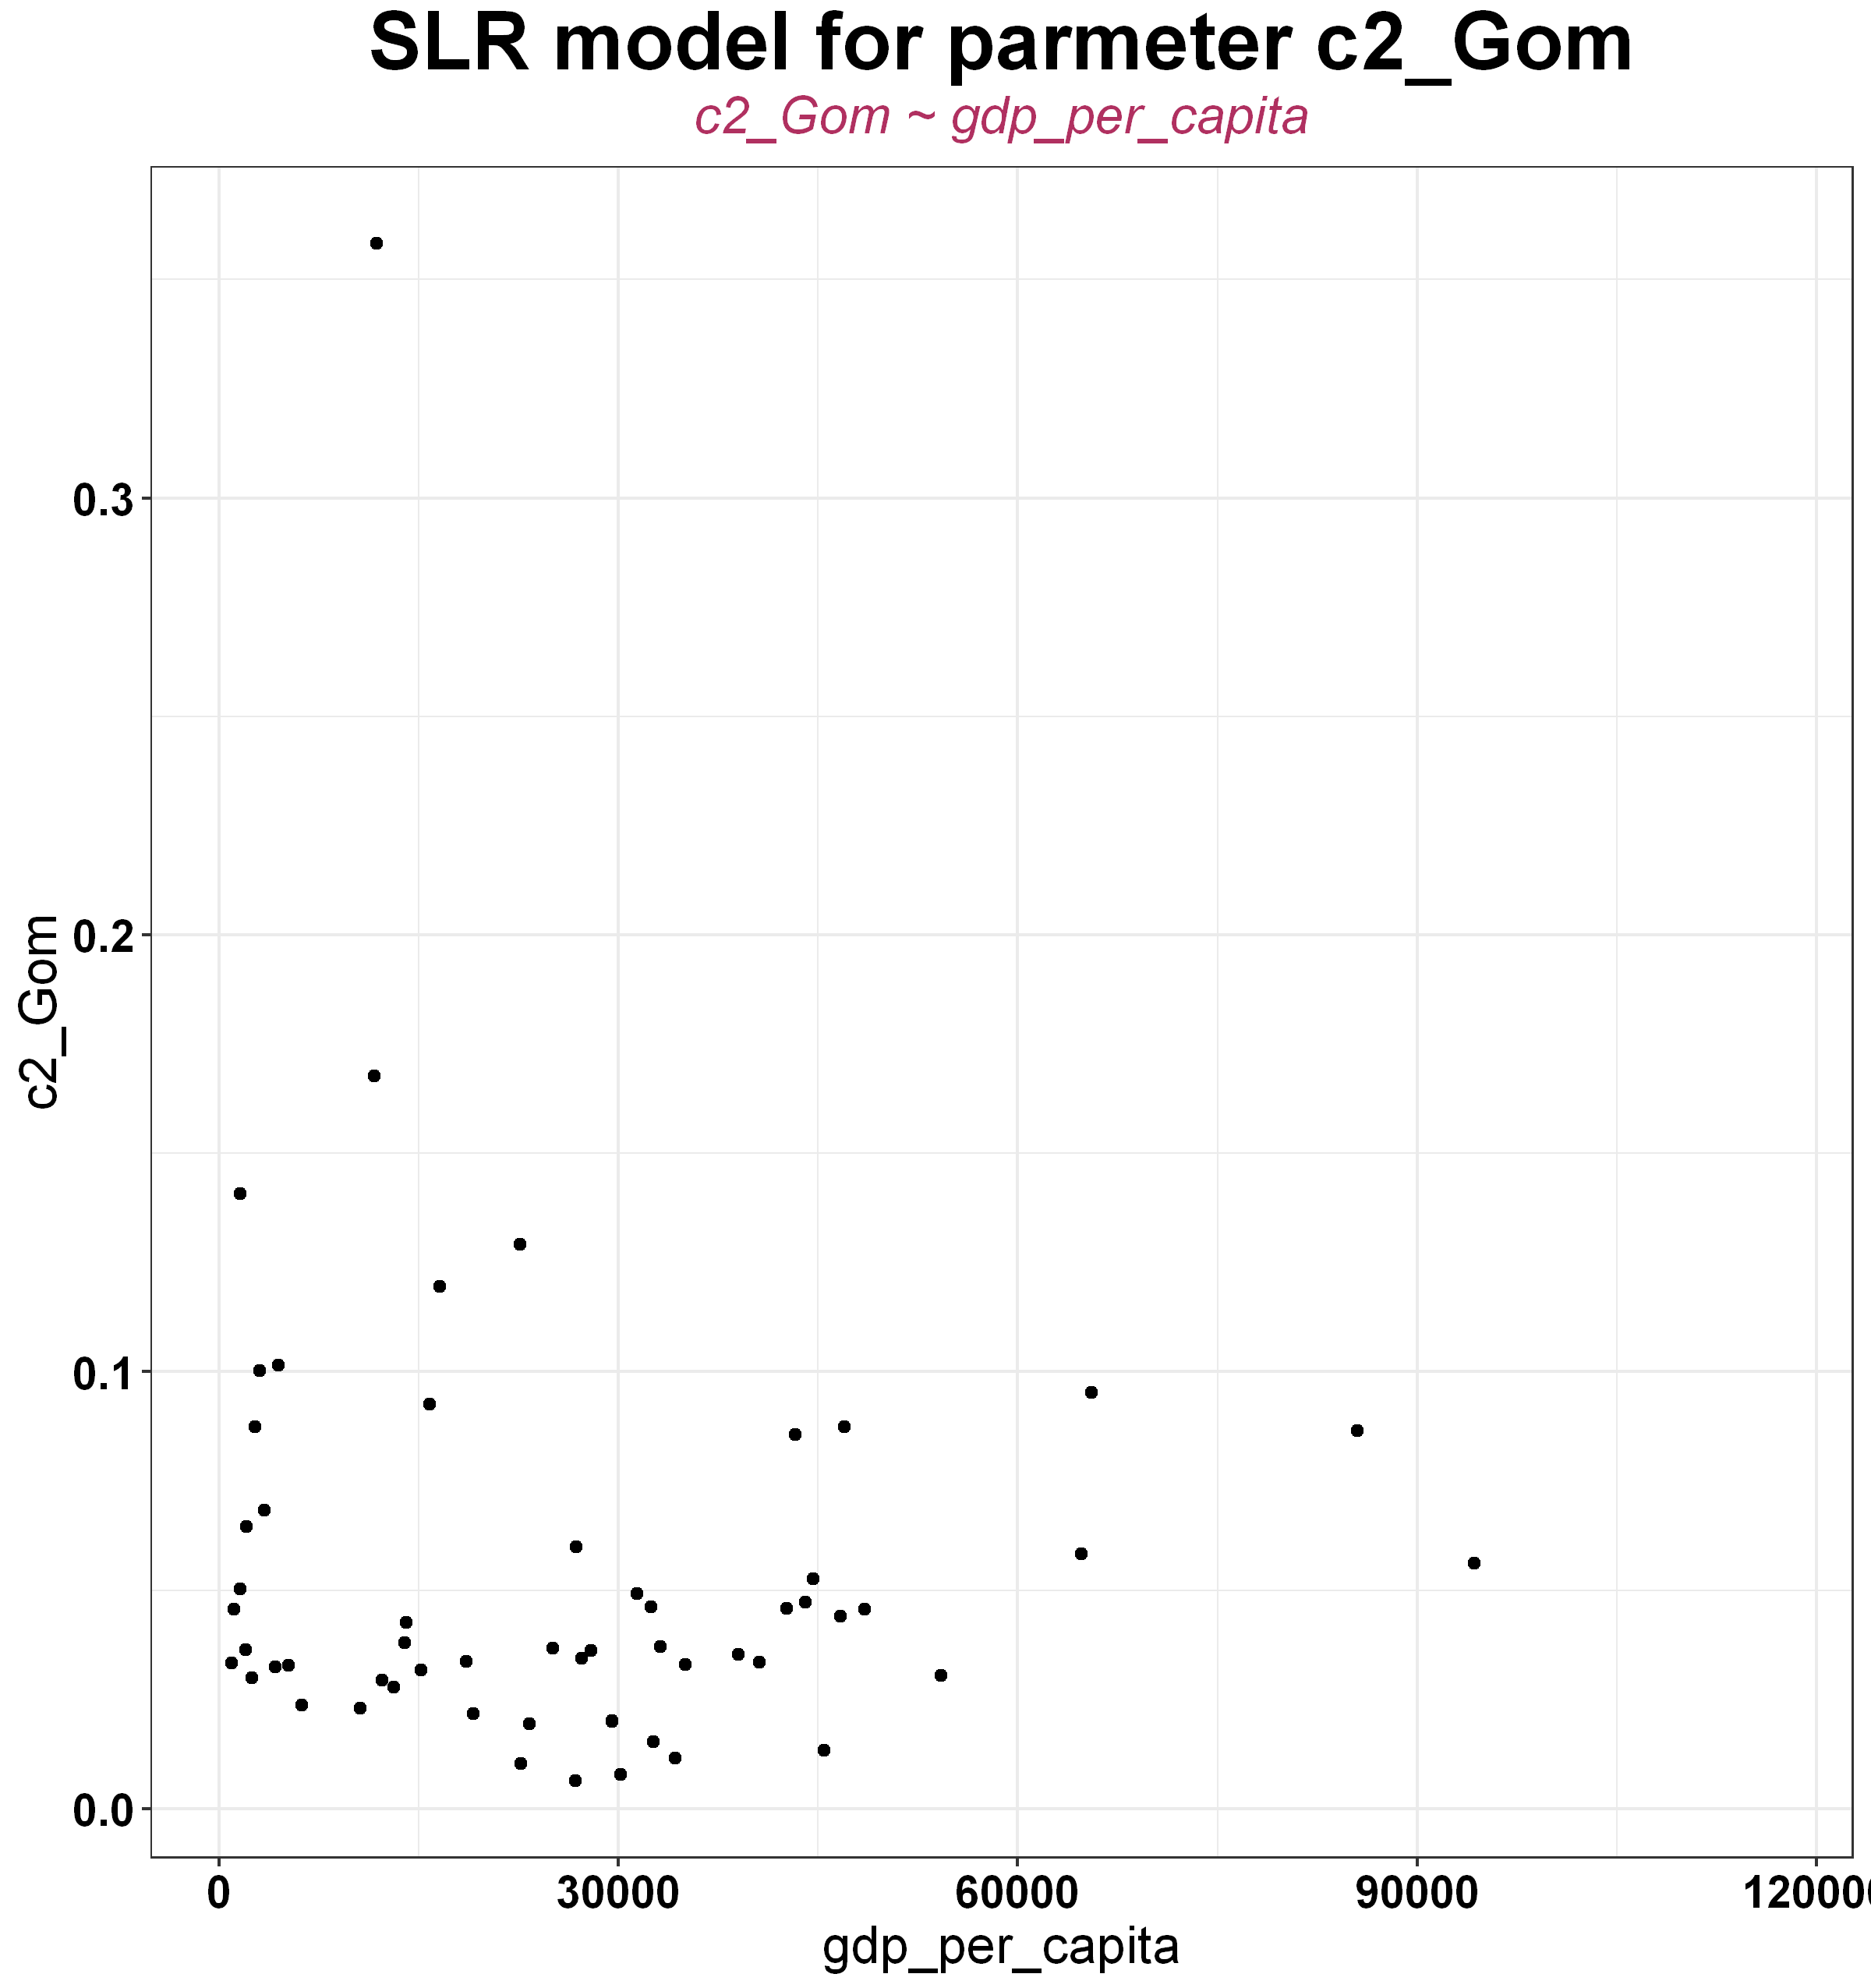 SLR model for parmeter c2_Gom
c2_Gom ~ gdp_per_capita
0.3
0.2
0.1
0.0
c2_Gom
0
30000
60000
90000
120000
gdp_per_capita